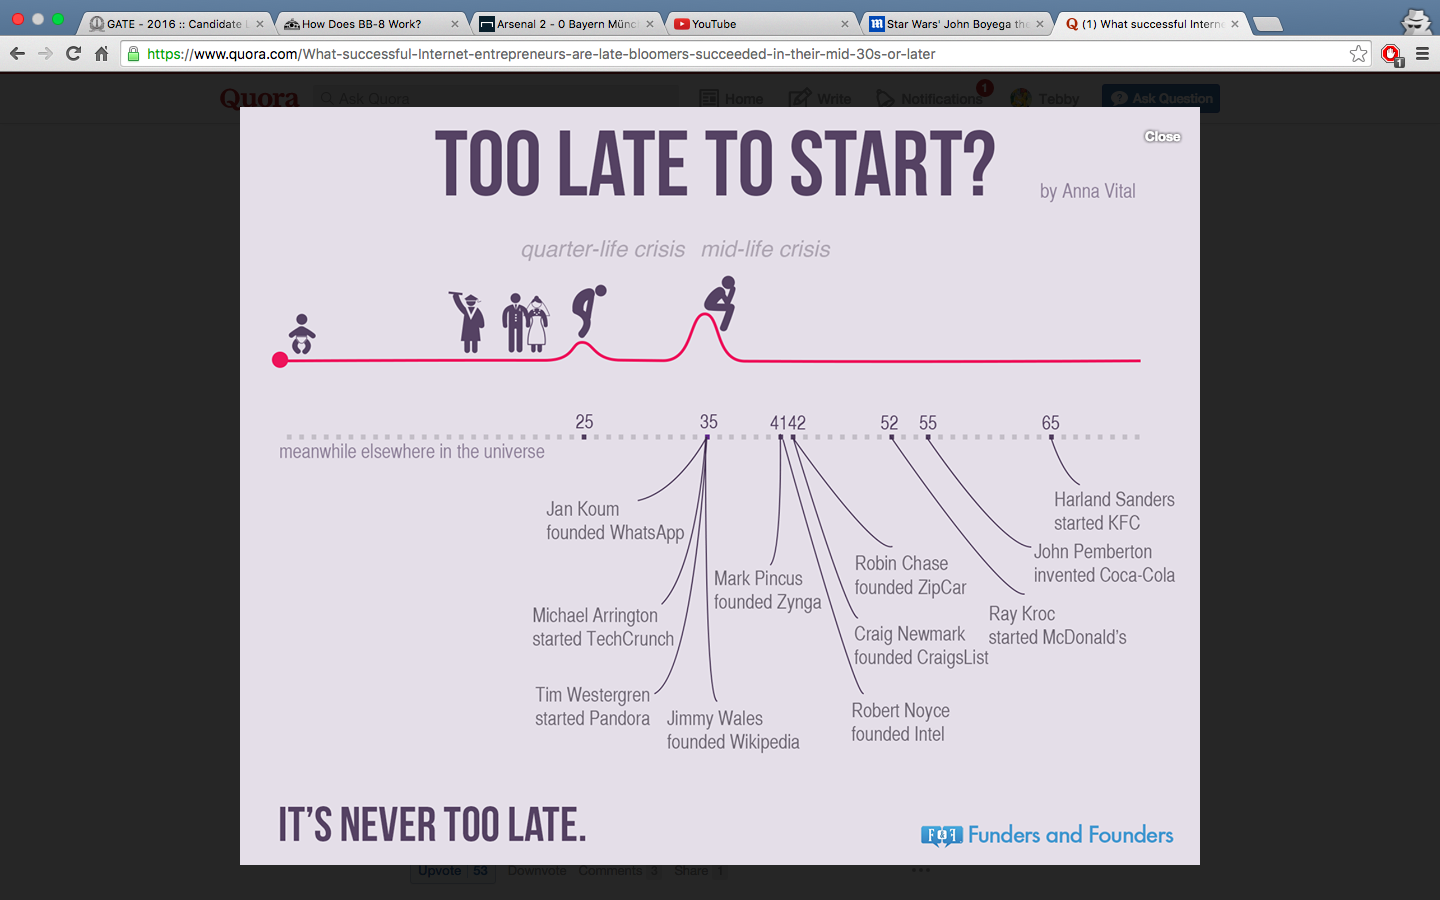 GATE - 2016 :: Candidate
How Does BB-8 Work?
Arsenal 2 - 0 Bayern Münc
YouTube
Star Wars' John Boyega the
(1) What successful Intern
https://www.quora.com/What-successful-Internet-entrepreneurs-are-late-bloomers-succeeded-in-their-mid-30s-or-later
1
Quora
Ask Quora
Home
Write
Notifications
1
Tebby
Ask Question
TOO LATE TO START?
Close
by Anna Vital
quarter-life crisis mid-life crisis
25 35 41 42 52 55 65
meanwhile elsewhere in the universe
Jan Koum
founded WhatsApp
Michael Arrington
started TechCrunch
Tim Westergren
started Pandora
Jimmy Wales
founded Wikipedia
Mark Pincus
founded Zynga
Robin Chase
founded ZipCar
Craig Newmark
founded CraigsList
Robert Noyce
founded Intel
Harland Sanders
started KFC
John Pemberton
invented Coca-Cola
Ray Kroc
started McDonald's
IT'S NEVER TOO LATE.
F&F Funders and Founders
Upvote 53 Downvote Comments 3 Share 1